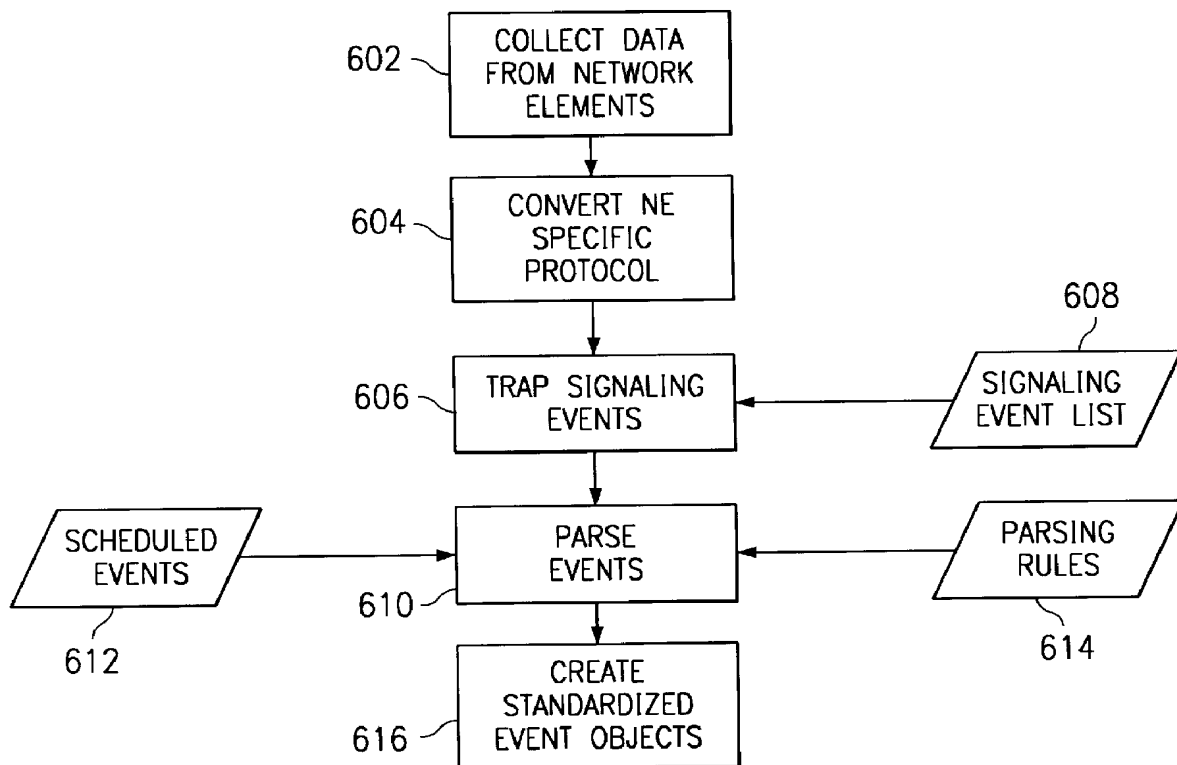 602
COLLECT DATA
FROM NETWORK
ELEMENTS
604
CONVERT NE
SPECIFIC
PROTOCOL
606
TRAP SIGNALING
EVENTS
608
SIGNALING
EVENT LIST
SCHEDULED
EVENTS
612
PARSE
EVENTS
610
PARSING
RULES
614
CREATE
STANDARDIZED
EVENT OBJECTS
616